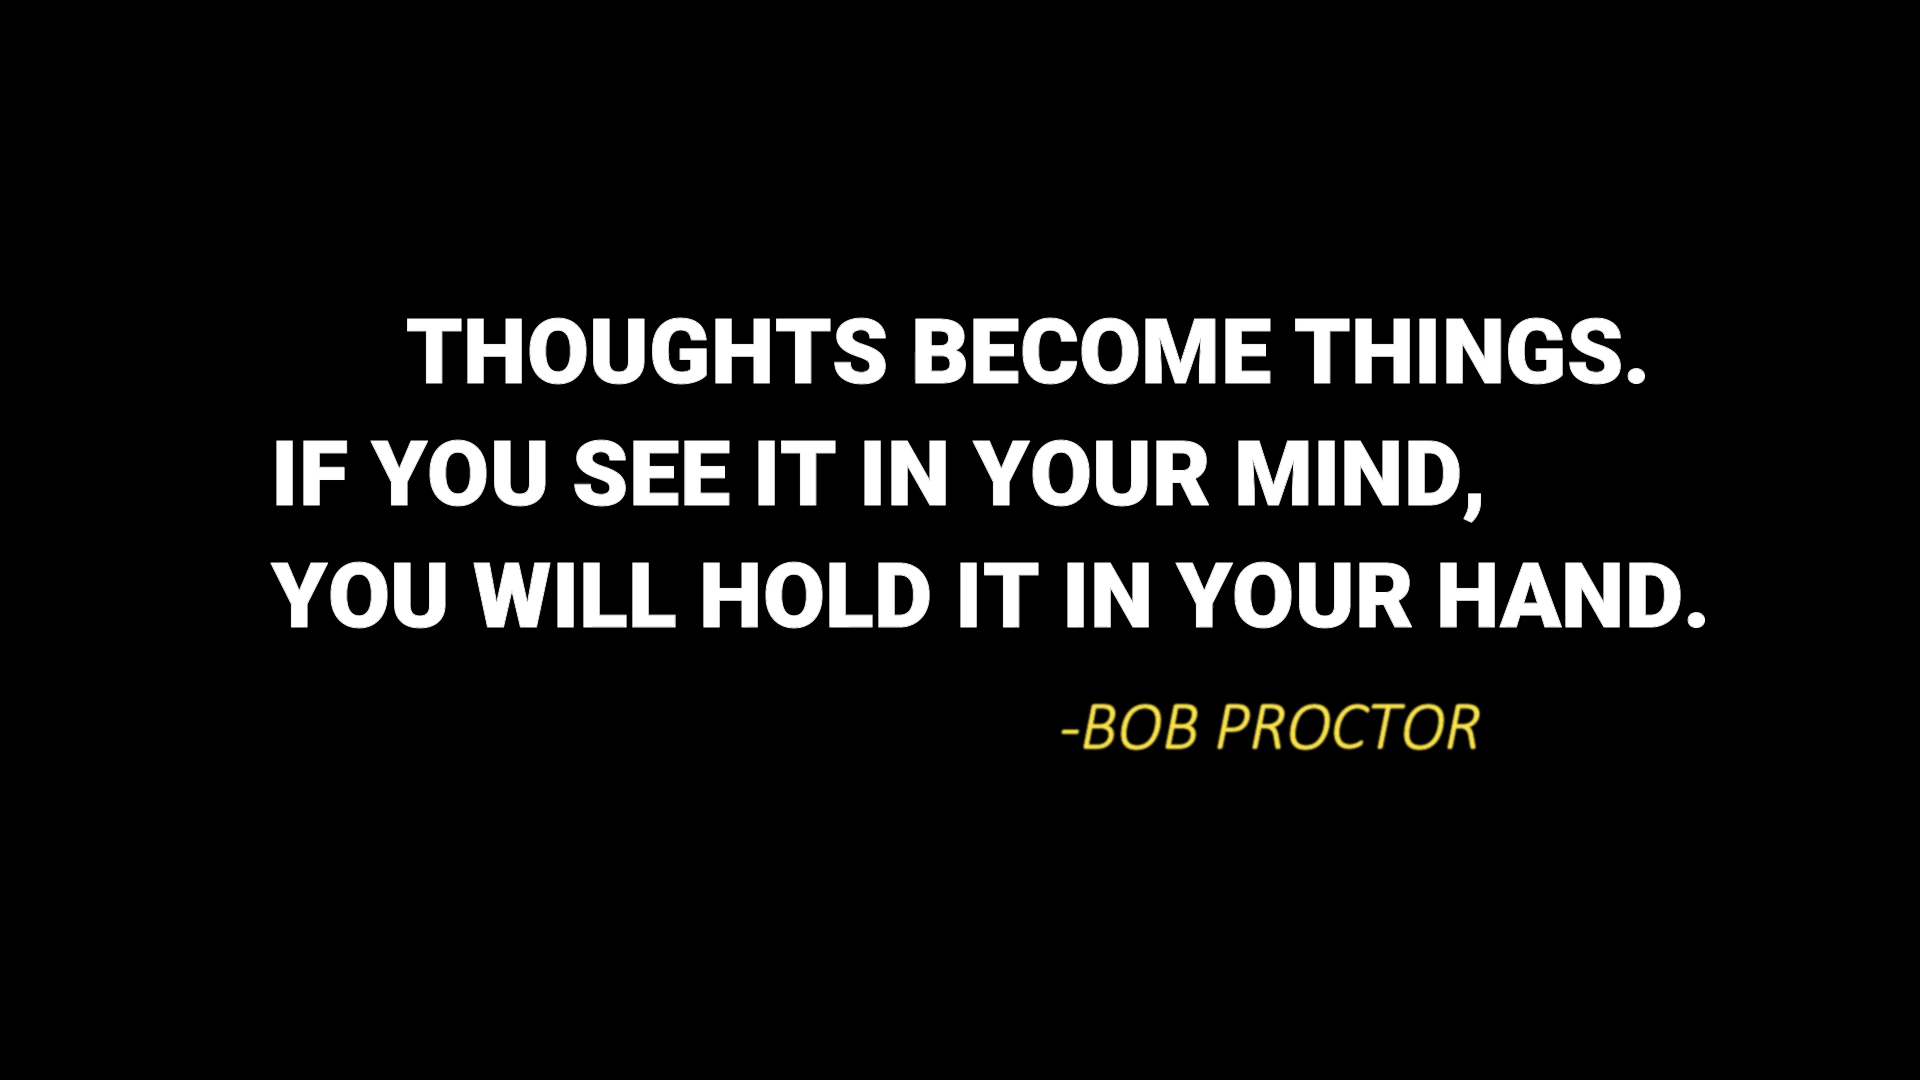 THOUGHTS BECOME THINGS.
IF YOU SEE IT IN YOUR MIND,
YOU WILL HOLD IT IN YOUR HAND.
-BOB PROCTOR